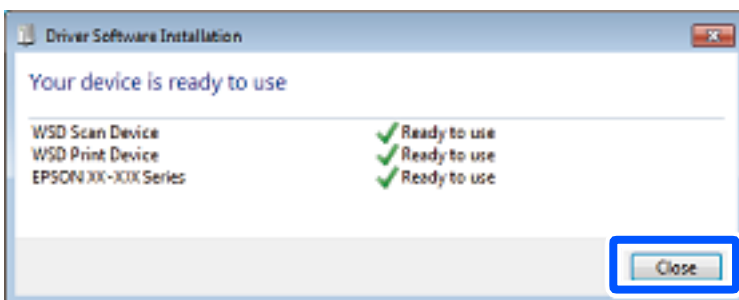 Driver Software Installation
Your device is ready to use
WSD Scan Device Ready to use
WSD Print Device Ready to use
EPSON XX-XXX Series Ready to use
Close